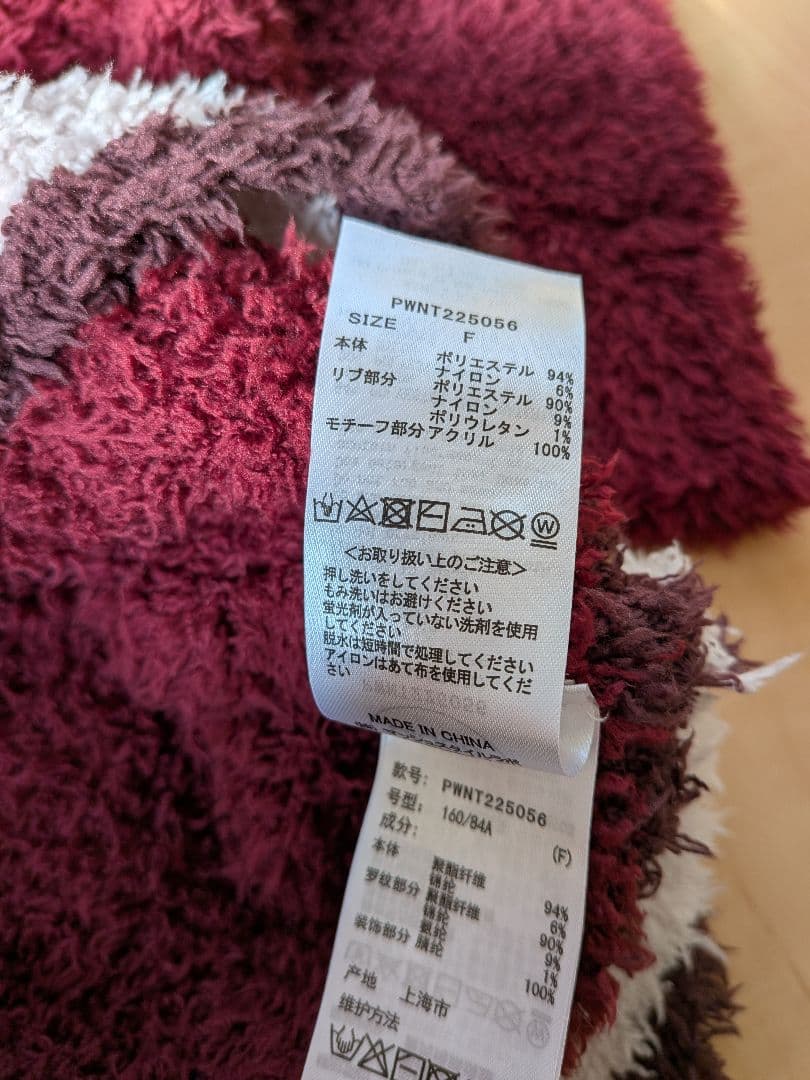 PWNT225056
SIZE F
本体 ポリエステル 94%
ナイロン 6%
リブ部分 ポリエステル 90%
ナイロン 9%
ポリウレタン 1%
モチーフ部分 アクリル 100%
<お取り扱い上のご注意>
押し洗いをしてください
もみ洗いはお避けください
蛍光剤が入っていない洗剤を使用
してください
脱水は短時間で処理してください
アイロンはあて布を使用してくだ
さい
MADE IN CHINA
款号: PWNT225056
号型: 160/84A (F)
成分:
本体 聚酯纤维 94%
锦纶 6%
罗纹部分 聚酯纤维 90%
锦纶 9%
氨纶 1%
装饰部分 腈纶 100%
产地 上海市
维护方法